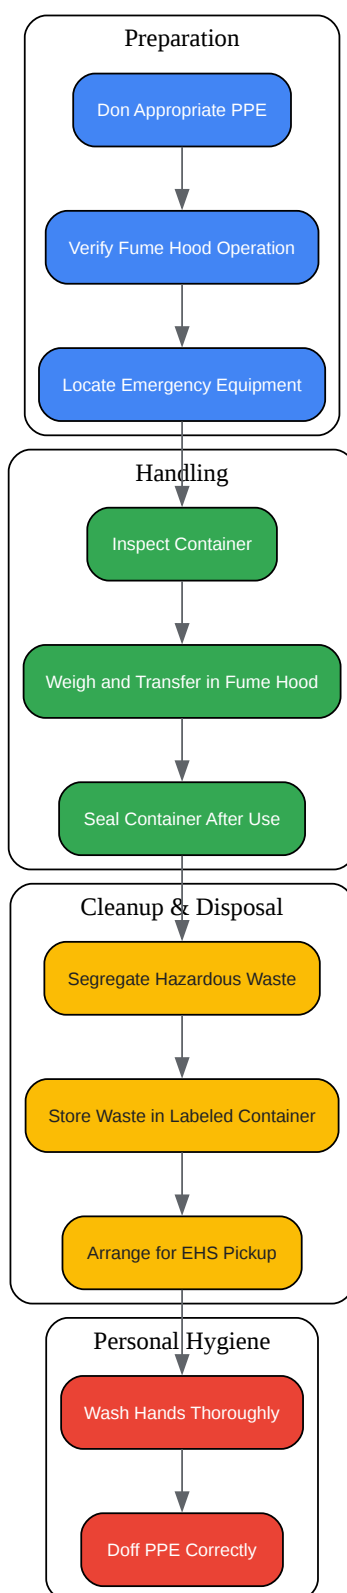 Preparation
Don Appropriate PPE
Verify Fume Hood Operation
Locate Emergency Equipment
Handling
Inspect Container
Weigh and Transfer in Fume Hood
Seal Container After Use
Cleanup & Disposal
Segregate Hazardous Waste
Store Waste in Labeled Container
Arrange for EHS Pickup
Personal Hygiene
Wash Hands Thoroughly
Doff PPE Correctly